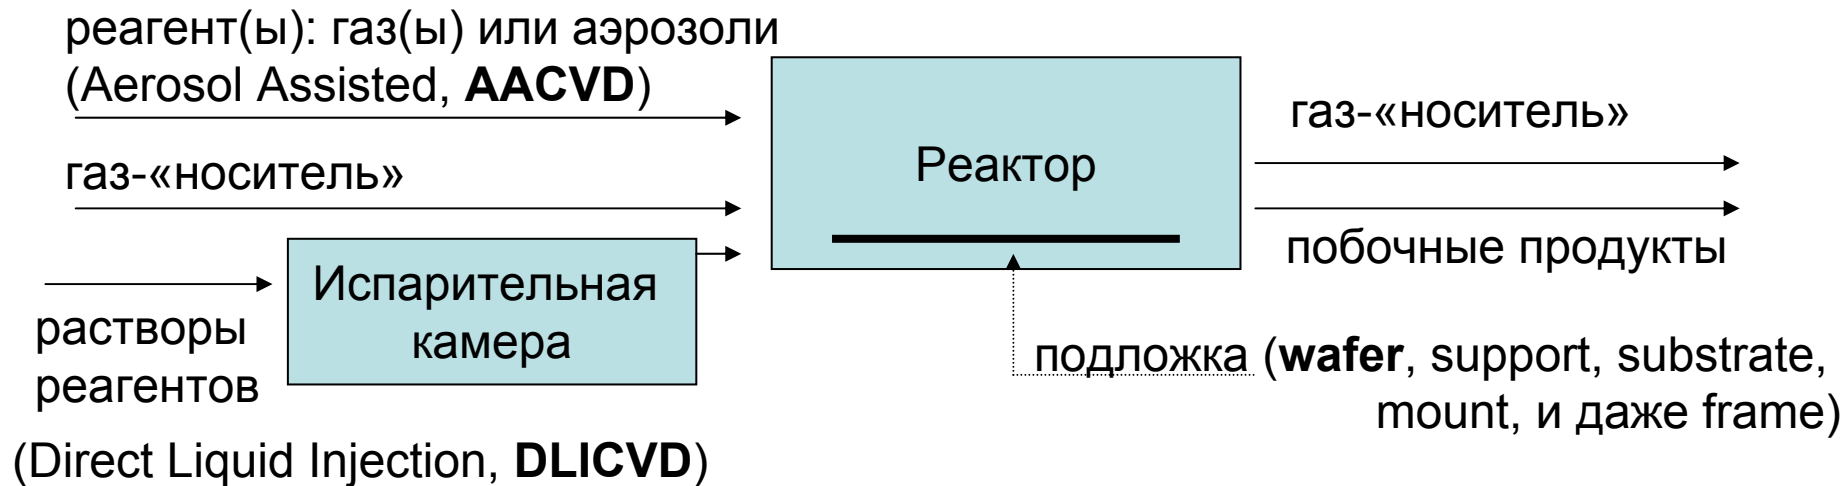 реагент(ы): газ(ы) или аэрозоли
(Aerosol Assisted, AACVD)
газ-«носитель»
Испарительная
камера
растворы
реагентов
(Direct Liquid Injection, DLICVD)
Реактор
газ-«носитель»
побочные продукты
подложка (wafer, support, substrate,
mount, и даже frame)